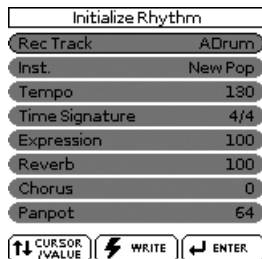 Initialize Rhythm
Rec Track ADrum
Inst. New Pop
Tempo 130
Time Signature 4/4
Expression 100
Reverb 100
Chorus 0
Panpot 64
CURSOR /VALUE WRITE ENTER